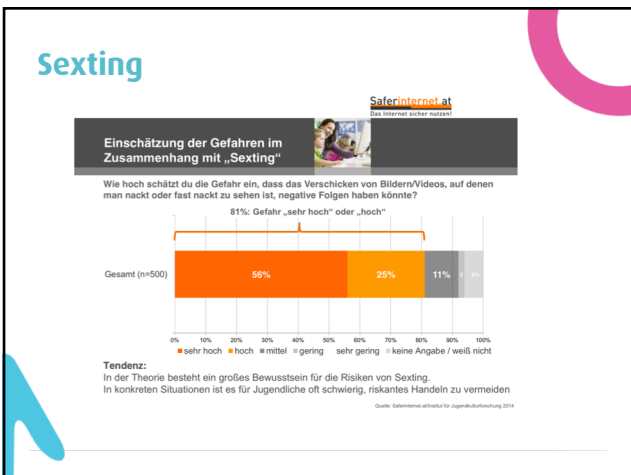 Sexting
Saferinternet.at
Das Internet sicher nutzen!
Einschätzung der Gefahren im
Zusammenhang mit „Sexting“
Wie hoch schätzt du die Gefahr ein, dass das Verschicken von Bildern/Videos, auf denen
man nackt oder fast nackt zu sehen ist, negative Folgen haben könnte?
81%: Gefahr „sehr hoch“ oder „hoch“
Gesamt (n=500) 56% 25% 11%
0% 10% 20% 30% 40% 50% 60% 70% 80% 90% 100%
sehr hoch hoch mittel gering sehr gering keine Angabe / weiß nicht
Tendenz:
In der Theorie besteht ein großes Bewusstsein für die Risiken von Sexting.
In konkreten Situationen ist es für Jugendliche oft schwierig, riskantes Handeln zu vermeiden
Quelle: Saferinternet.at/Institut für Jugendkulturforschung 2014